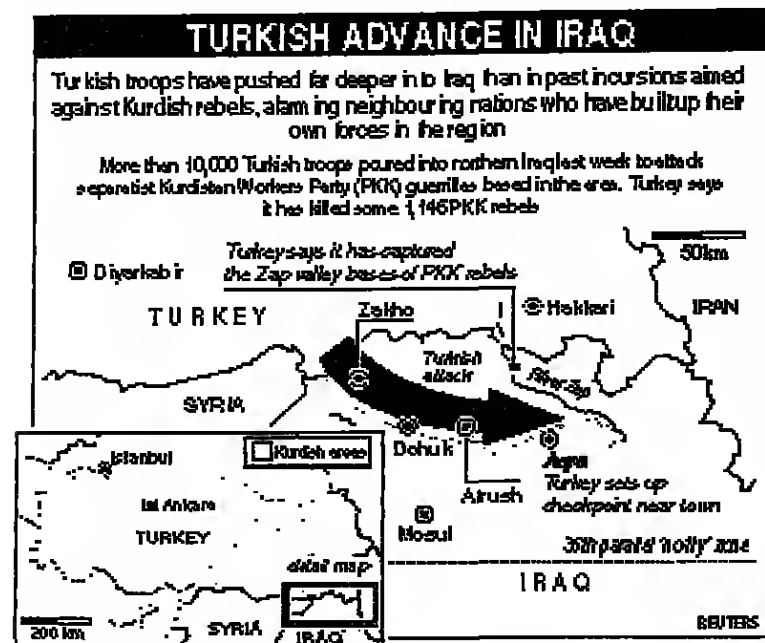 TURKISH ADVANCE IN IRAQ
Turkish troops have pushed far deeper into Iraq than in past incursions aimed
against Kurdish rebels, alarming neighbouring nations who have built up their
own forces in the region
More than 10,000 Turkish troops poured into northern Iraq last week to attack
separatist Kurdistan Workers Party (PKK) guerrillas based in the area. Turkey says
it has killed some 1,146 PKK rebels
Turkey says it has captured
the Zap valley bases of PKK rebels
50km
Diyarbakir
TURKEY
Zakho
Hakkari
IRAN
Turkish
attack
River Zap
SYRIA
Dohuk
Atrush
Aqra
Turkey sets up
checkpoint near town
Mosul
36th parallel 'no fly' zone
IRAQ
Istanbul
Kurdish areas
Ankara
TURKEY
detail map
200 km
SYRIA
IRAQ
REUTERS